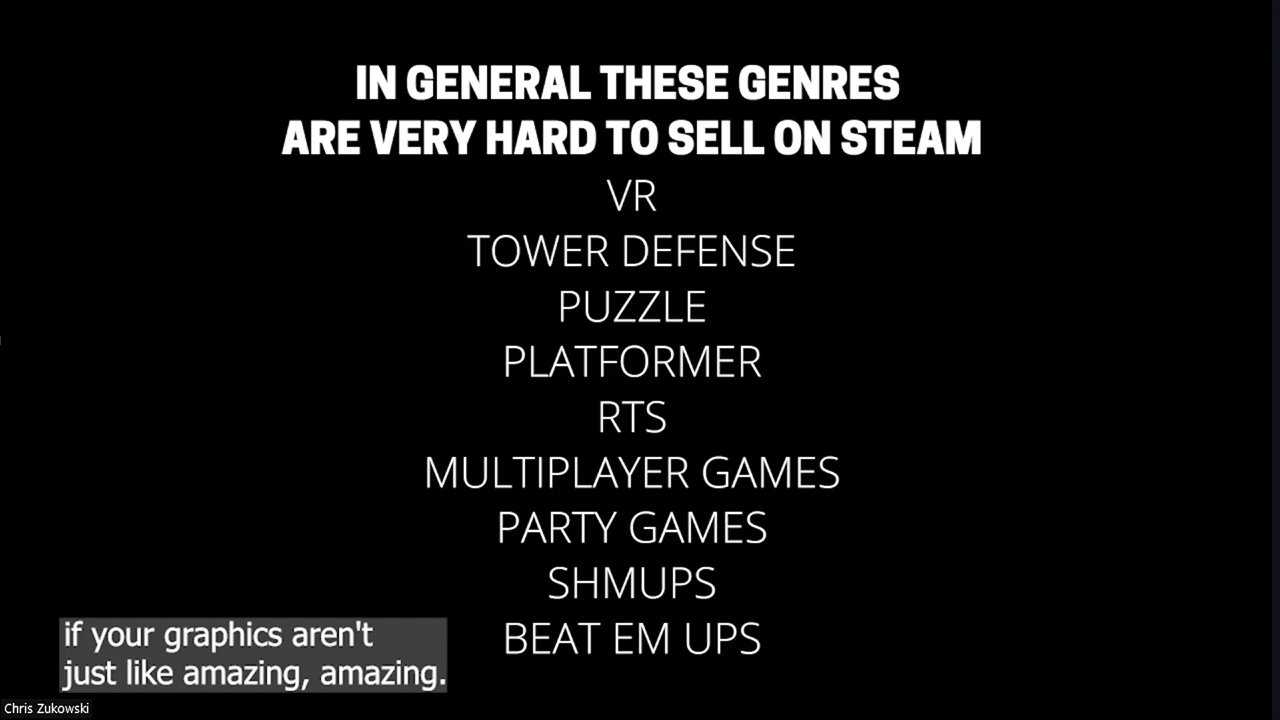 IN GENERAL THESE GENRES
ARE VERY HARD TO SELL ON STEAM
VR
TOWER DEFENSE
PUZZLE
PLATFORMER
RTS
MULTIPLAYER GAMES
PARTY GAMES
SHMUPS
BEAT EM UPS
if your graphics aren't
just like amazing, amazing.
Chris Zukowski